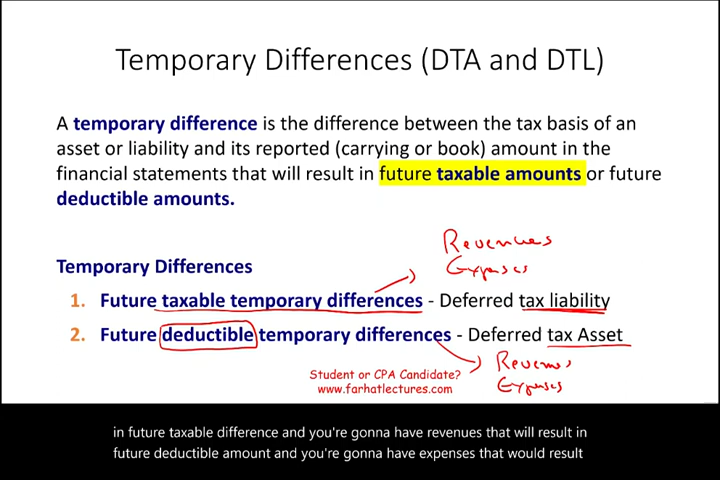 Temporary Differences (DTA and DTL)
A temporary difference is the difference between the tax basis of an
asset or liability and its reported (carrying or book) amount in the
financial statements that will result in future taxable amounts or future
deductible amounts.
Revenues
Expenses
Temporary Differences
1. Future taxable temporary differences - Deferred tax liability
2. Future deductible temporary differences - Deferred tax Asset
Revenues
Expenses
Student or CPA Candidate?
www.farhatlectures.com
in future taxable difference and you're gonna have revenues that will result in
future deductible amount and you're gonna have expenses that would result